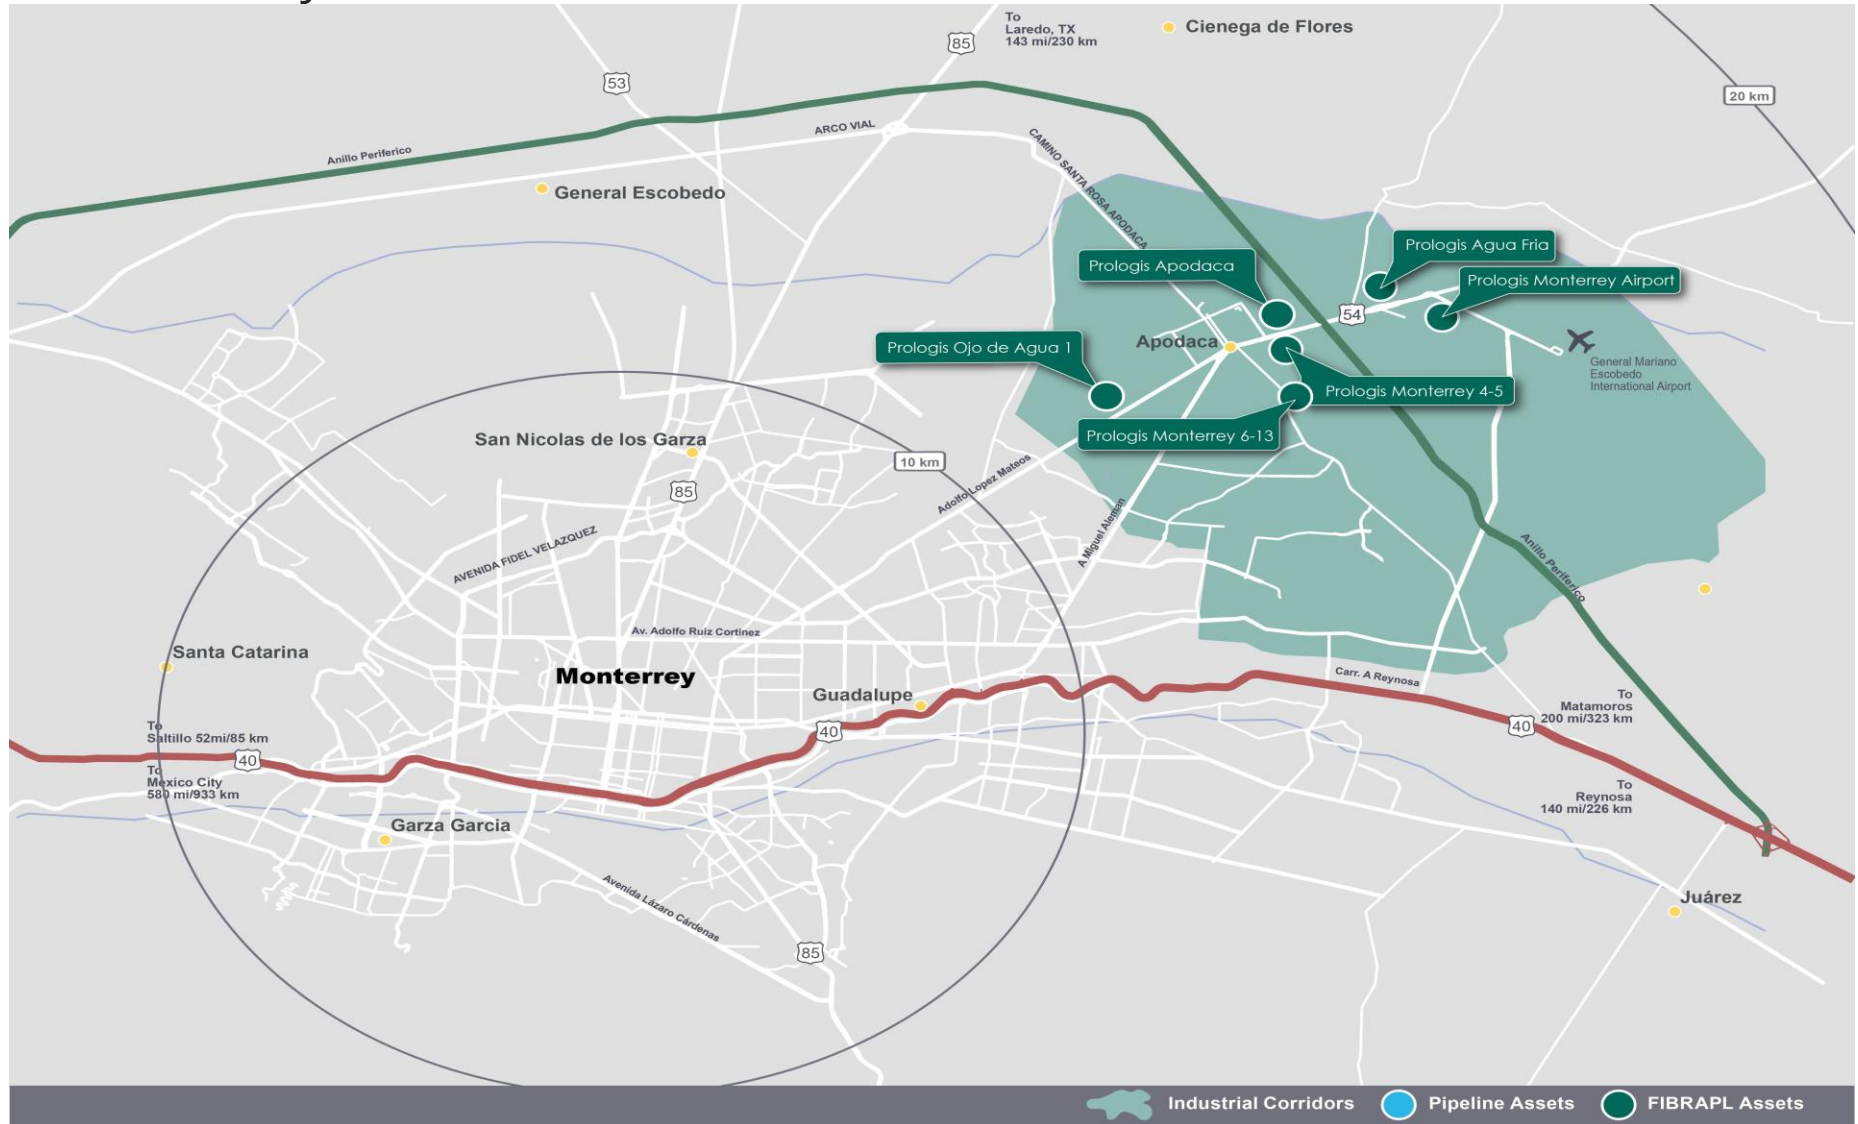 To
Laredo, TX
143 mi/230 km
85
Cienega de Flores
53
20 km
Anillo Periferico
ARCO VIAL
CAMINO SANTA ROSA APODACA
General Escobedo
Prologis Agua Fria
Prologis Apodaca
Prologis Monterrey Airport
54
Prologis Ojo de Agua 1
Apodaca
General Mariano
Escobedo
International Airport
Prologis Monterrey 4-5
Prologis Monterrey 6-13
San Nicolas de los Garza
10 km
85
Adolfo Lopez Mateos
A Miguel Aleman
AVENIDA FIDEL VELAZQUEZ
Anillo Periferico
Av. Adolfo Ruiz Cortinez
Santa Catarina
Monterrey
Guadalupe
Carr. A Reynosa
To
Matamoros
200 mi/323 km
40
To
Saltillo 52mi/85 km
40
40
To
Mexico City
580 mi/933 km
To
Reynosa
140 mi/226 km
Garza Garcia
Avenida Lázaro Cárdenas
Juárez
85
Industrial Corridors
Pipeline Assets
FIBRAPL Assets